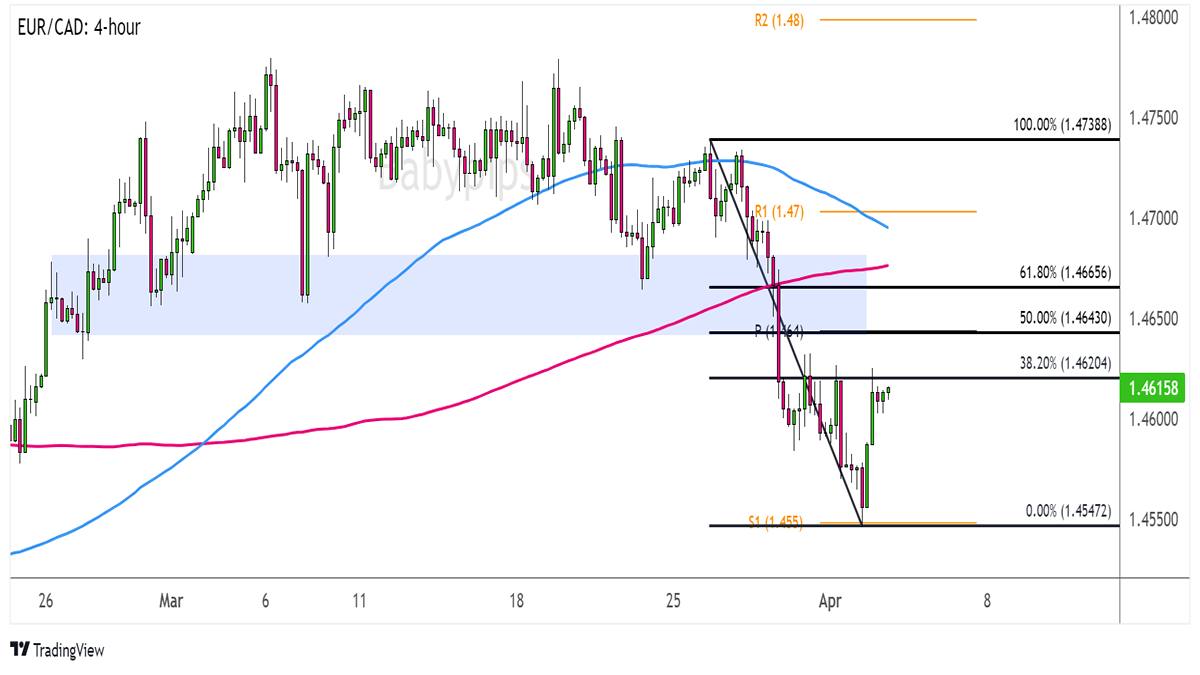 EUR/CAD: 4-hour
R2 (1.48)
1.48000
1.47500
100.00% (1.47388)
Babypips
R1 (1.47)
1.47000
61.80% (1.46656)
50.00% (1.46430)
1.46500
P (1.464)
38.20% (1.46204)
1.46158
1.46000
0.00% (1.45472)
S1 (1.455)
1.45500
26
Mar
6
11
18
25
Apr
8
TradingView